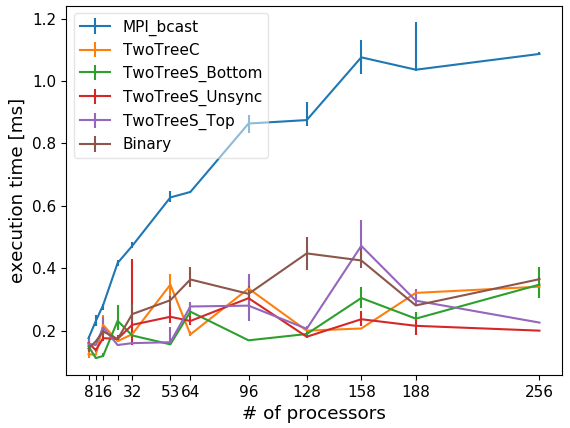 execution time [ms]
1.2
1.0
0.8
0.6
0.4
0.2
MPI_bcast
TwoTreeC
TwoTreeS_Bottom
TwoTreeS_Unsync
TwoTreeS_Top
Binary
8 16 32 53 64 96 128 158 188 256
# of processors